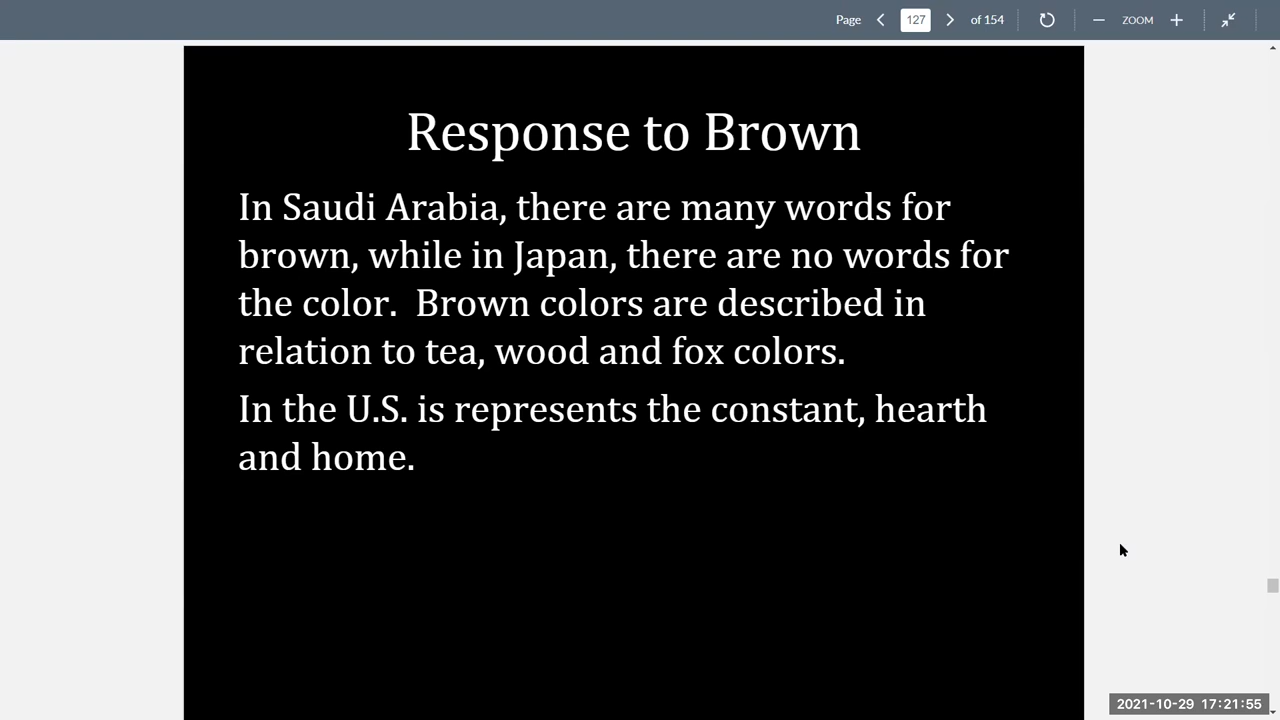 Page 127 of 154 ZOOM
Response to Brown
In Saudi Arabia, there are many words for
brown, while in Japan, there are no words for
the color.  Brown colors are described in
relation to tea, wood and fox colors.
In the U.S. is represents the constant, hearth
and home.
2021-10-29 17:21:55